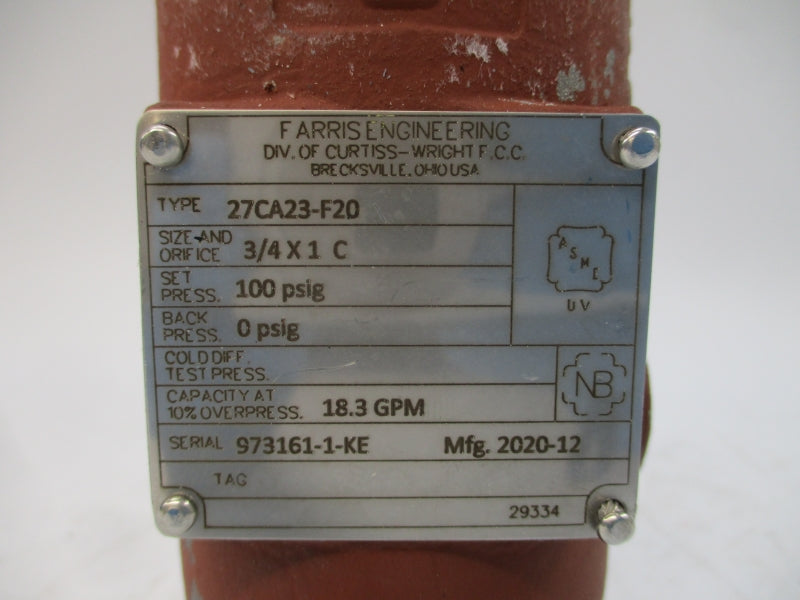 FARRIS ENGINEERING
DIV. OF CURTISS-WRIGHT F.C.C.
BRECKSVILLE, OHIO USA
TYPE 27CA23-F20
SIZE AND
ORIFICE 3/4 X 1 C
SET
PRESS. 100 psig
BACK
PRESS. 0 psig
ASME
UV
COLD DIFF.
TEST PRESS.
CAPACITY AT
10% OVERPRESS. 18.3 GPM
NB
SERIAL 973161-1-KE Mfg. 2020-12
TAG
29334